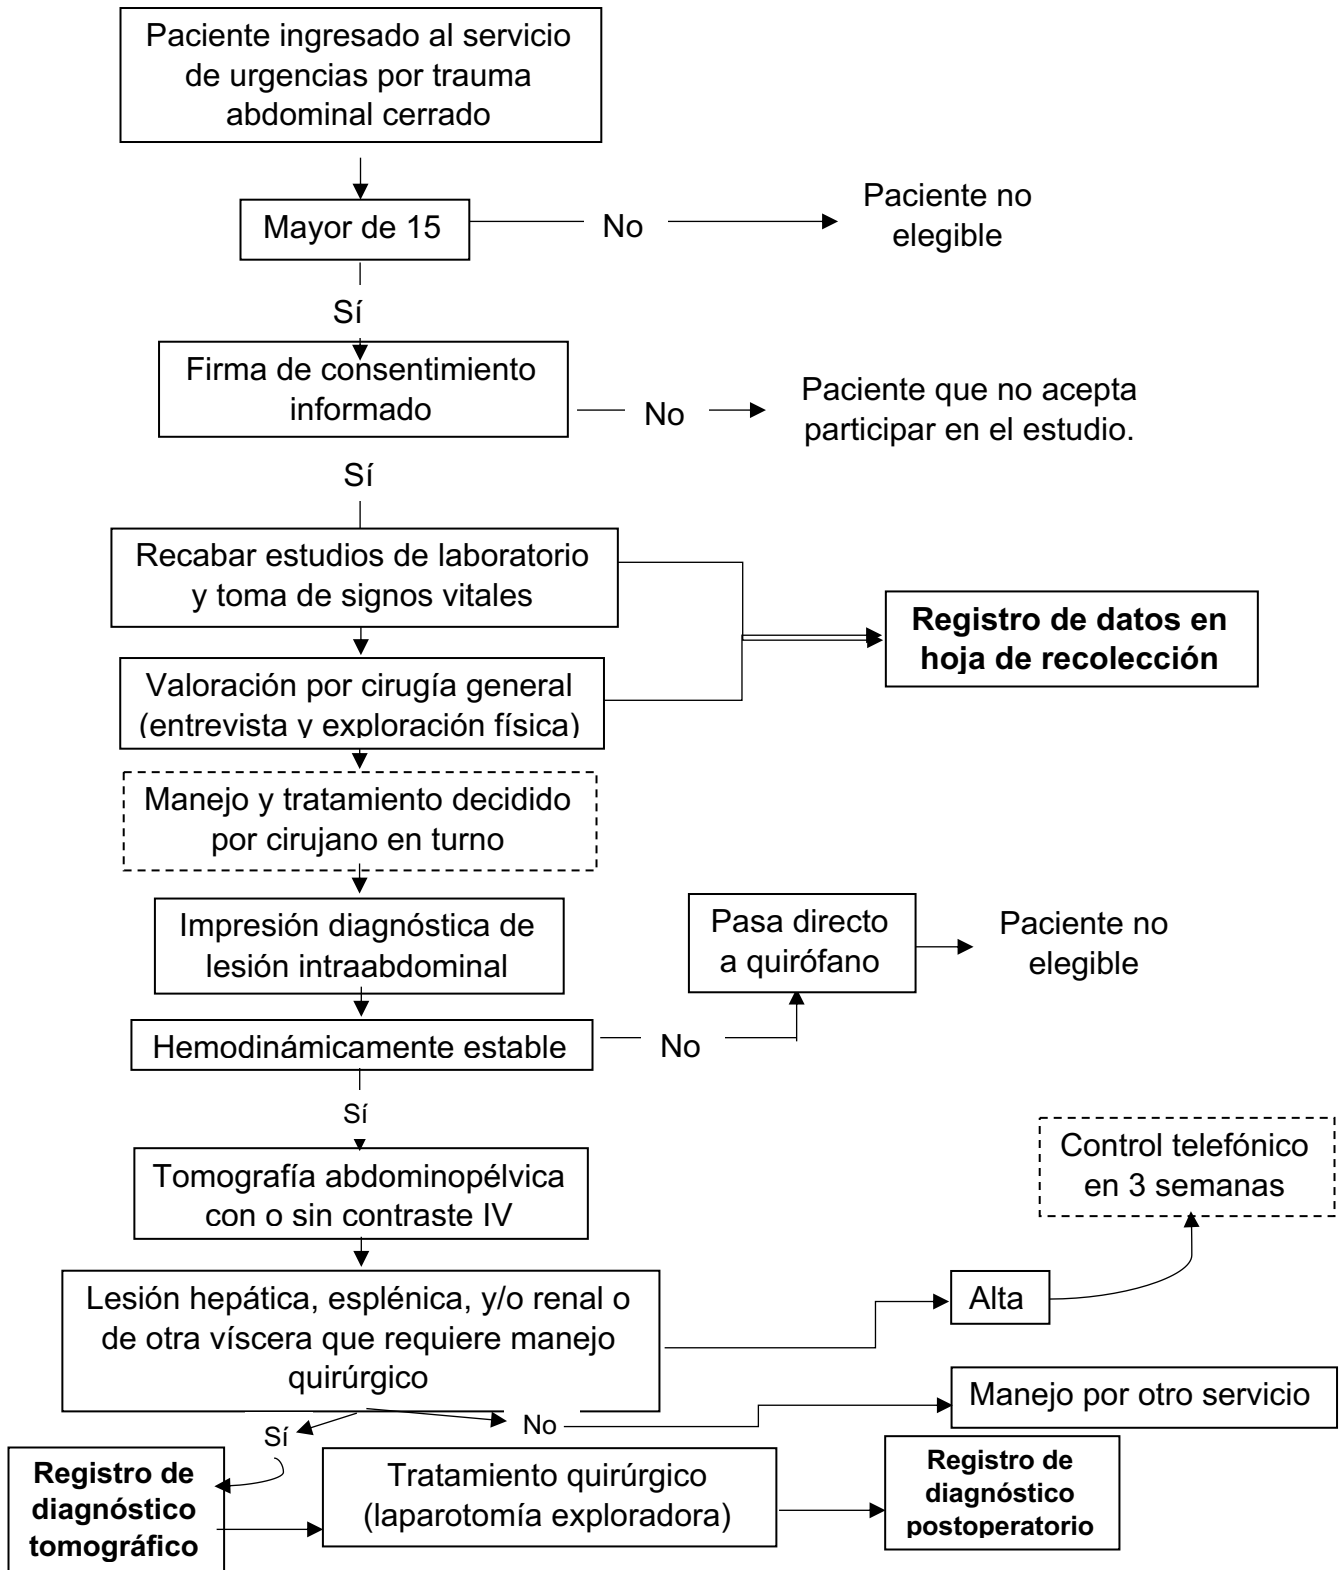 Paciente ingresado al servicio
de urgencias por trauma
abdominal cerrado
Mayor de 15
No
Paciente no
elegible
Sí
Firma de consentimiento
informado
No
Paciente que no acepta
participar en el estudio.
Sí
Recabar estudios de laboratorio
y toma de signos vitales
Registro de datos en
hoja de recolección
Valoración por cirugía general
(entrevista y exploración física)
Manejo y tratamiento decidido
por cirujano en turno
Impresión diagnóstica de
lesión intraabdominal
Pasa directo
a quirófano
Paciente no
elegible
Hemodinámicamente estable
No
Sí
Tomografía abdominopélvica
con o sin contraste IV
Control telefónico
en 3 semanas
Lesión hepática, esplénica, y/o renal o
de otra víscera que requiere manejo
quirúrgico
Alta
Manejo por otro servicio
Sí
No
Registro de
diagnóstico
tomográfico
Tratamiento quirúrgico
(laparotomía exploradora)
Registro de
diagnóstico
postoperatorio